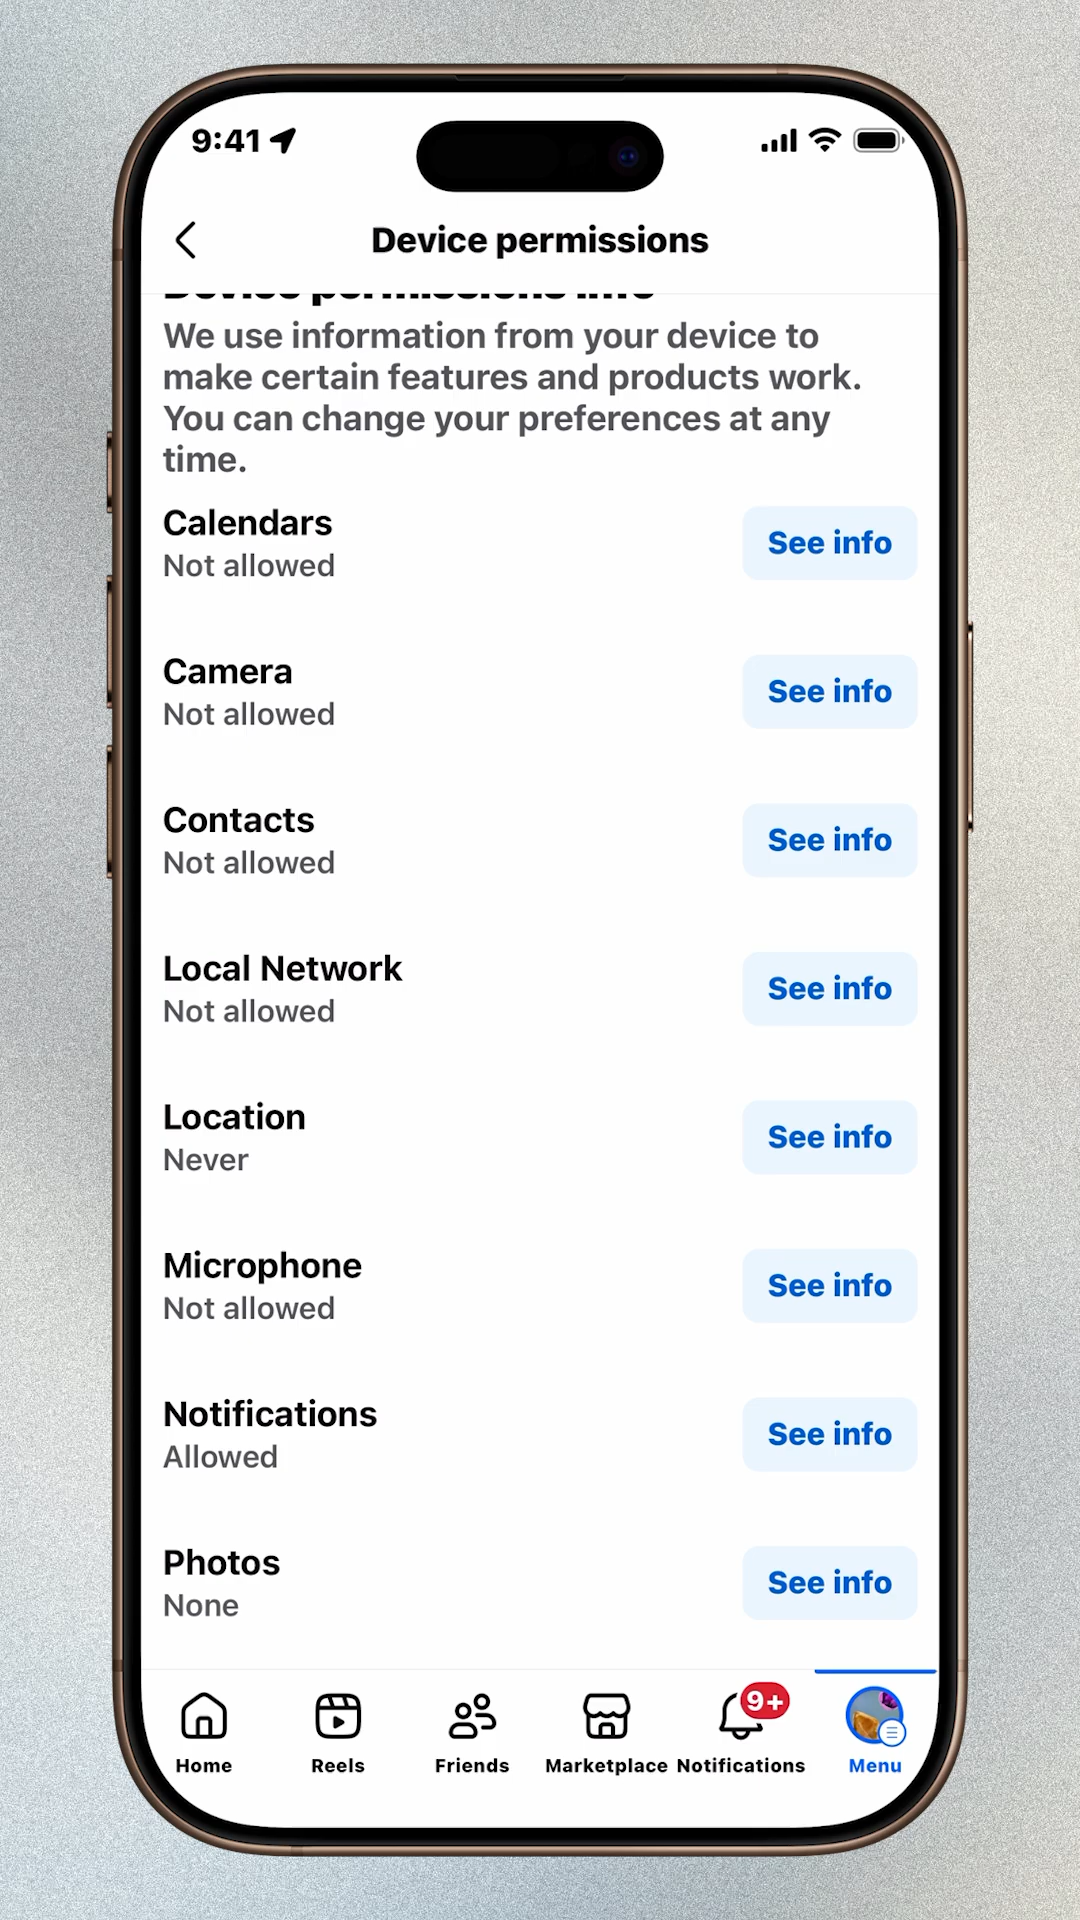 9:41
Device permissions
Device permissions info
We use information from your device to
make certain features and products work.
You can change your preferences at any
time.
Calendars
Not allowed
See info
Camera
Not allowed
See info
Contacts
Not allowed
See info
Local Network
Not allowed
See info
Location
Never
See info
Microphone
Not allowed
See info
Notifications
Allowed
See info
Photos
None
See info
9+
Home
Reels
Friends
Marketplace
Notifications
Menu